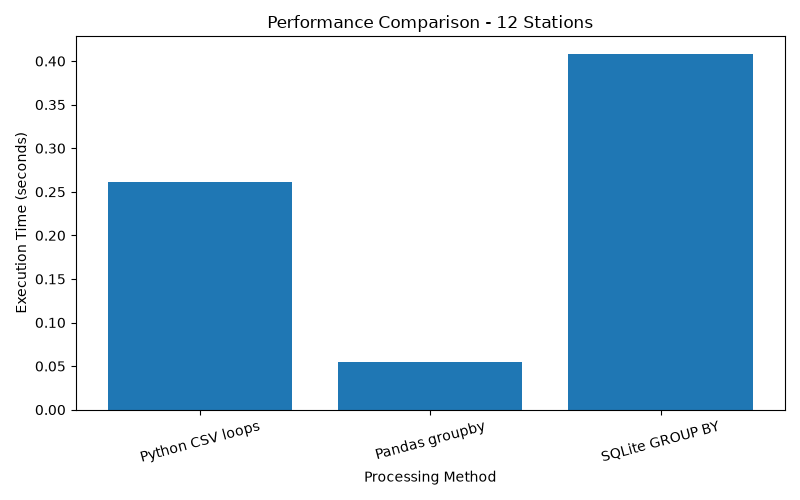 Performance Comparison - 12 Stations
Execution Time (seconds)
0.40
0.35
0.30
0.25
0.20
0.15
0.10
0.05
0.00
Python CSV loops
Pandas groupby
SQLite GROUP BY
Processing Method